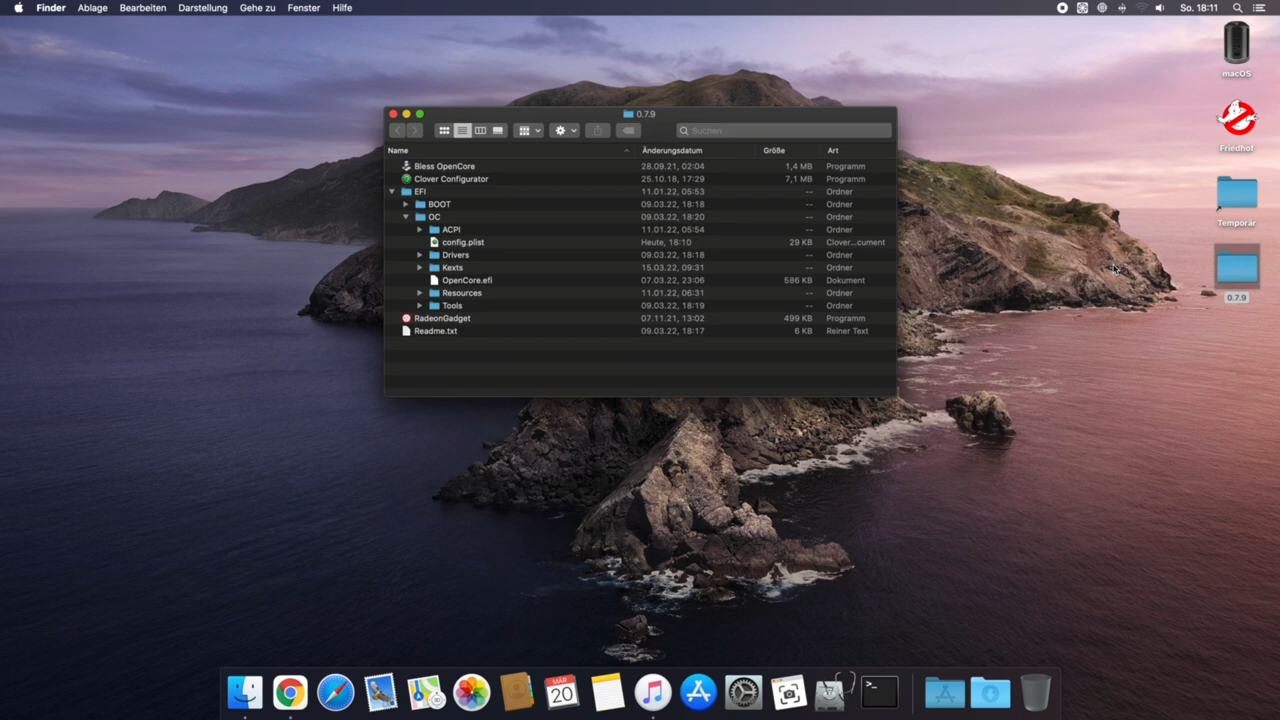 Finder Ablage Bearbeiten Darstellung Gehe zu Fenster Hilfe So. 18:11
macOS
Friedhof
Temporär
0.7.9
0.7.9
Suchen
Name Änderungsdatum Größe Art
Bless OpenCore 28.09.21, 02:04 1,4 MB Programm
Clover Configurator 25.10.18, 17:29 7,1 MB Programm
EFI 11.01.22, 05:53 -- Ordner
BOOT 09.03.22, 18:18 -- Ordner
OC 09.03.22, 18:20 -- Ordner
ACPI 11.01.22, 05:54 -- Ordner
config.plist Heute, 18:10 29 KB Clover...cument
Drivers 09.03.22, 18:18 -- Ordner
Kexts 15.03.22, 09:31 -- Ordner
OpenCore.efi 07.03.22, 23:06 586 KB Dokument
Resources 11.01.22, 06:31 -- Ordner
Tools 09.03.22, 18:19 -- Ordner
RadeonGadget 07.11.21, 13:02 499 KB Programm
Readme.txt 09.03.22, 18:17 6 KB Reiner Text
MÄR
20
>_